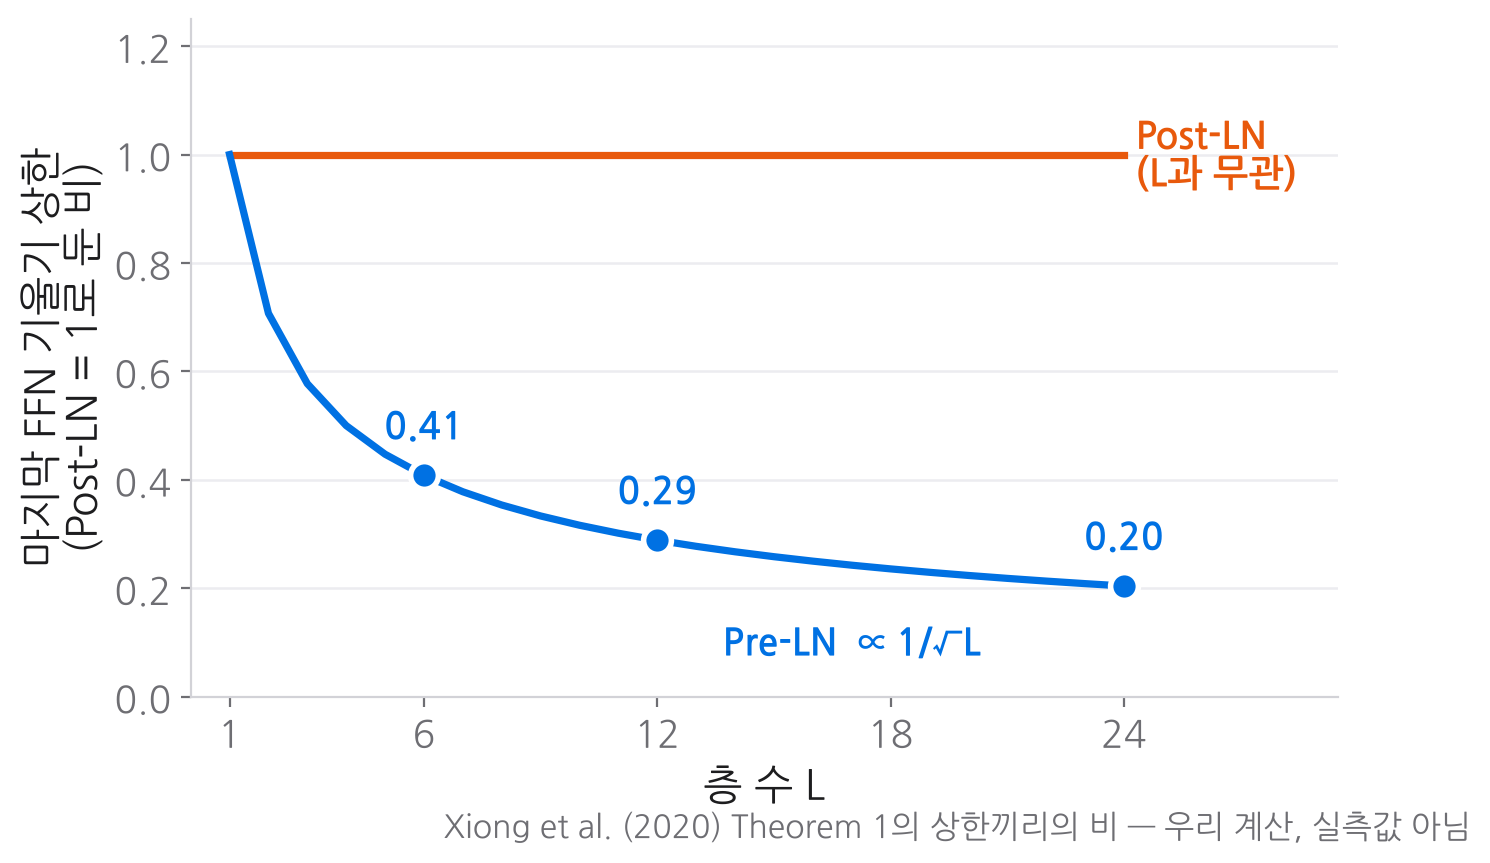 마지막 FFN 기울기 상한
(Post-LN = 1로 둔 비)
1.2
1.0
0.8
0.6
0.4
0.2
0.0
Post-LN
(L과 무관)
0.41
0.29
0.20
Pre-LN ∝ 1/√L
1
6
12
18
24
층 수 L
Xiong et al. (2020) Theorem 1의 상한끼리의 비 — 우리 계산, 실측값 아님